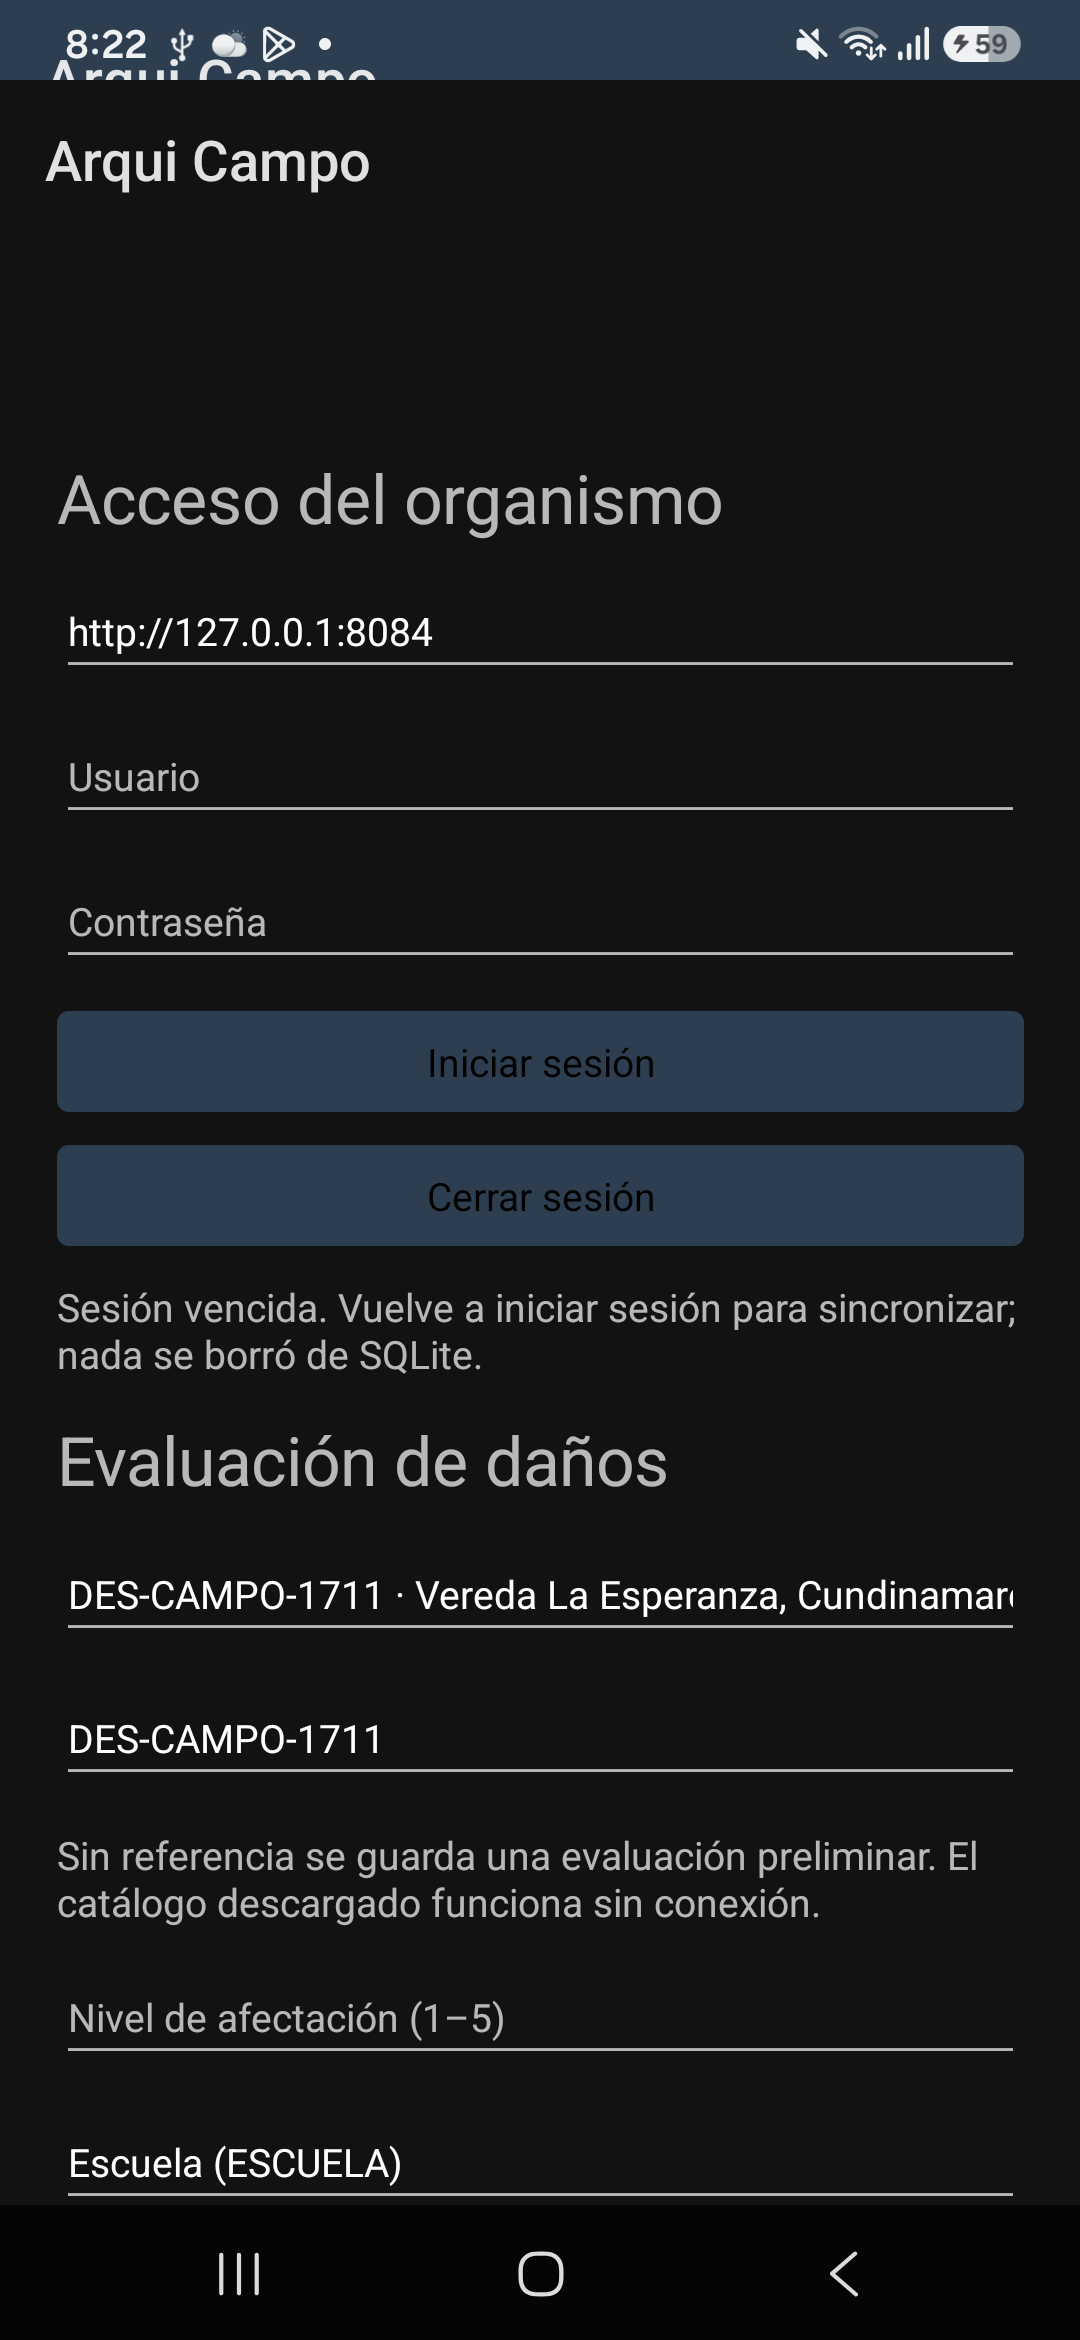 8:22
59
Arqui Campo
Arqui Campo
Acceso del organismo
http://127.0.0.1:8084
Usuario
Contraseña
Iniciar sesión
Cerrar sesión
Sesión vencida. Vuelve a iniciar sesión para sincronizar;
nada se borró de SQLite.
Evaluación de daños
DES-CAMPO-1711 · Vereda La Esperanza, Cundinamar
DES-CAMPO-1711
Sin referencia se guarda una evaluación preliminar. El
catálogo descargado funciona sin conexión.
Nivel de afectación (1–5)
Escuela (ESCUELA)